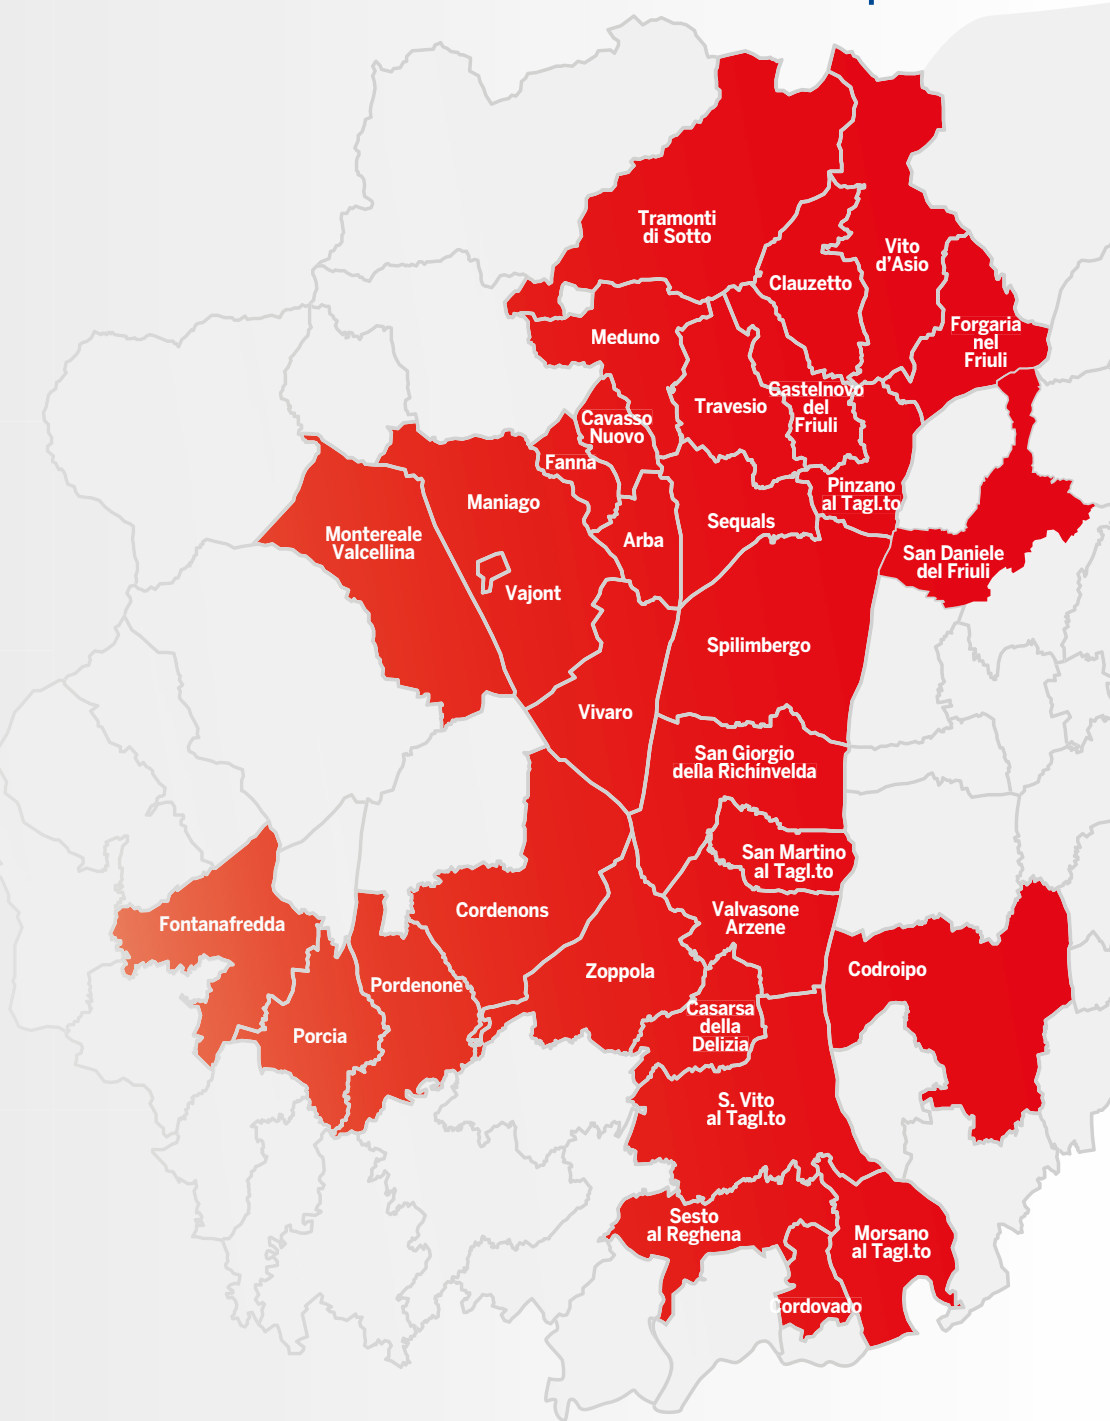 Tramonti
di Sotto
Vito
d'Asio
Clauzetto
Forgaria
nel
Friuli
Meduno
Castelnovo
del
Friuli
Travesio
Cavasso
Nuovo
Fanna
Pinzano
al Tagl.to
Maniago
Sequals
Montereale
Valcellina
Arba
San Daniele
del Friuli
Vajont
Spilimbergo
Vivaro
San Giorgio
della Richinvelda
San Martino
al Tagl.to
Cordenons
Valvasone
Arzene
Fontanafredda
Zoppola
Codroipo
Pordenone
Casarsa
della
Delizia
Porcia
S. Vito
al Tagl.to
Sesto
al Reghena
Morsano
al Tagl.to
Cordovado